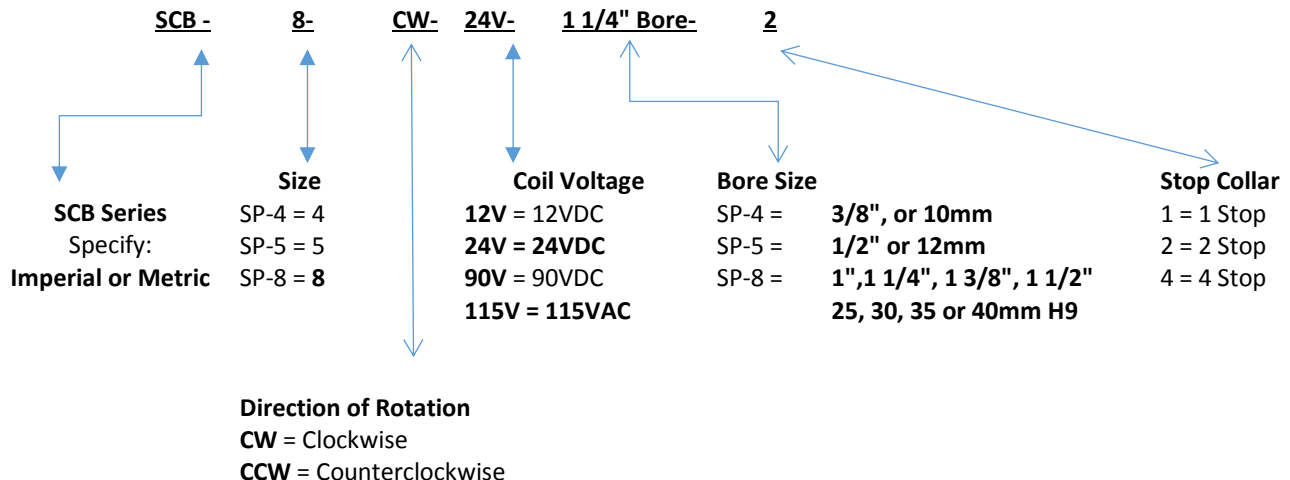 SCB - 8- CW- 24V- 1 1/4" Bore- 2
Size Coil Voltage Bore Size Stop Collar
SCB Series SP-4 = 4 12V = 12VDC SP-4 = 3/8", or 10mm 1 = 1 Stop
Specify: SP-5 = 5 24V = 24VDC SP-5 = 1/2" or 12mm 2 = 2 Stop
Imperial or Metric SP-8 = 8 90V = 90VDC SP-8 = 1",1 1/4", 1 3/8", 1 1/2" 4 = 4 Stop
115V = 115VAC 25, 30, 35 or 40mm H9
Direction of Rotation
CW = Clockwise
CCW = Counterclockwise